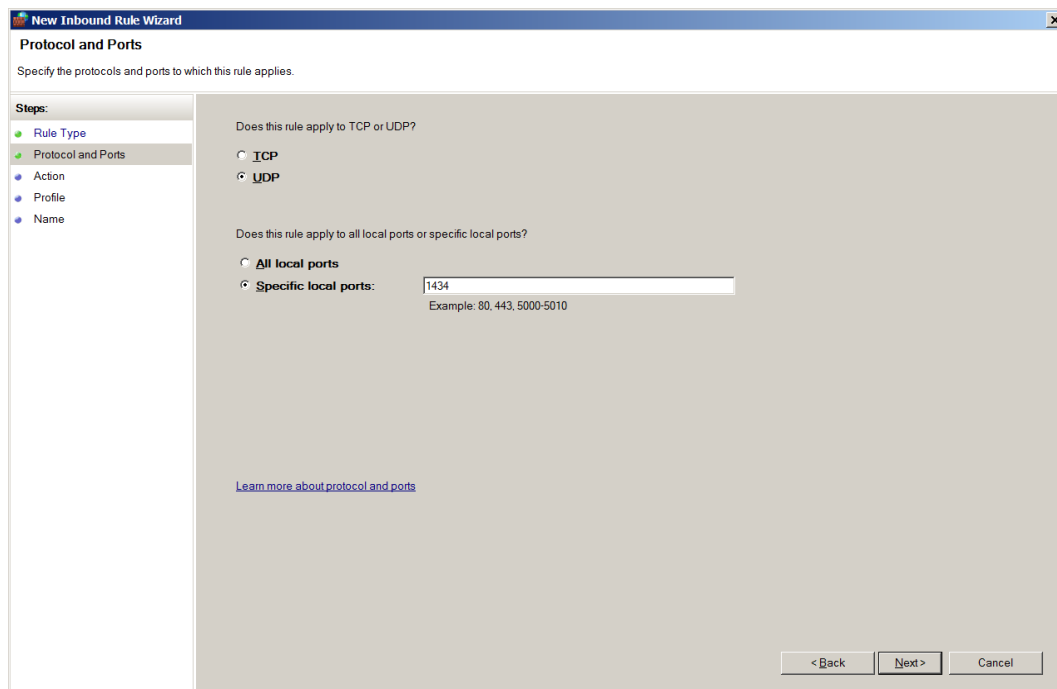 New Inbound Rule Wizard
Protocol and Ports
Specify the protocols and ports to which this rule applies.
Steps:
Rule Type
Protocol and Ports
Action
Profile
Name
Does this rule apply to TCP or UDP?
TCP
UDP
Does this rule apply to all local ports or specific local ports?
All local ports
Specific local ports:
1434
Example: 80, 443, 5000-5010
Learn more about protocol and ports
< Back
Next >
Cancel